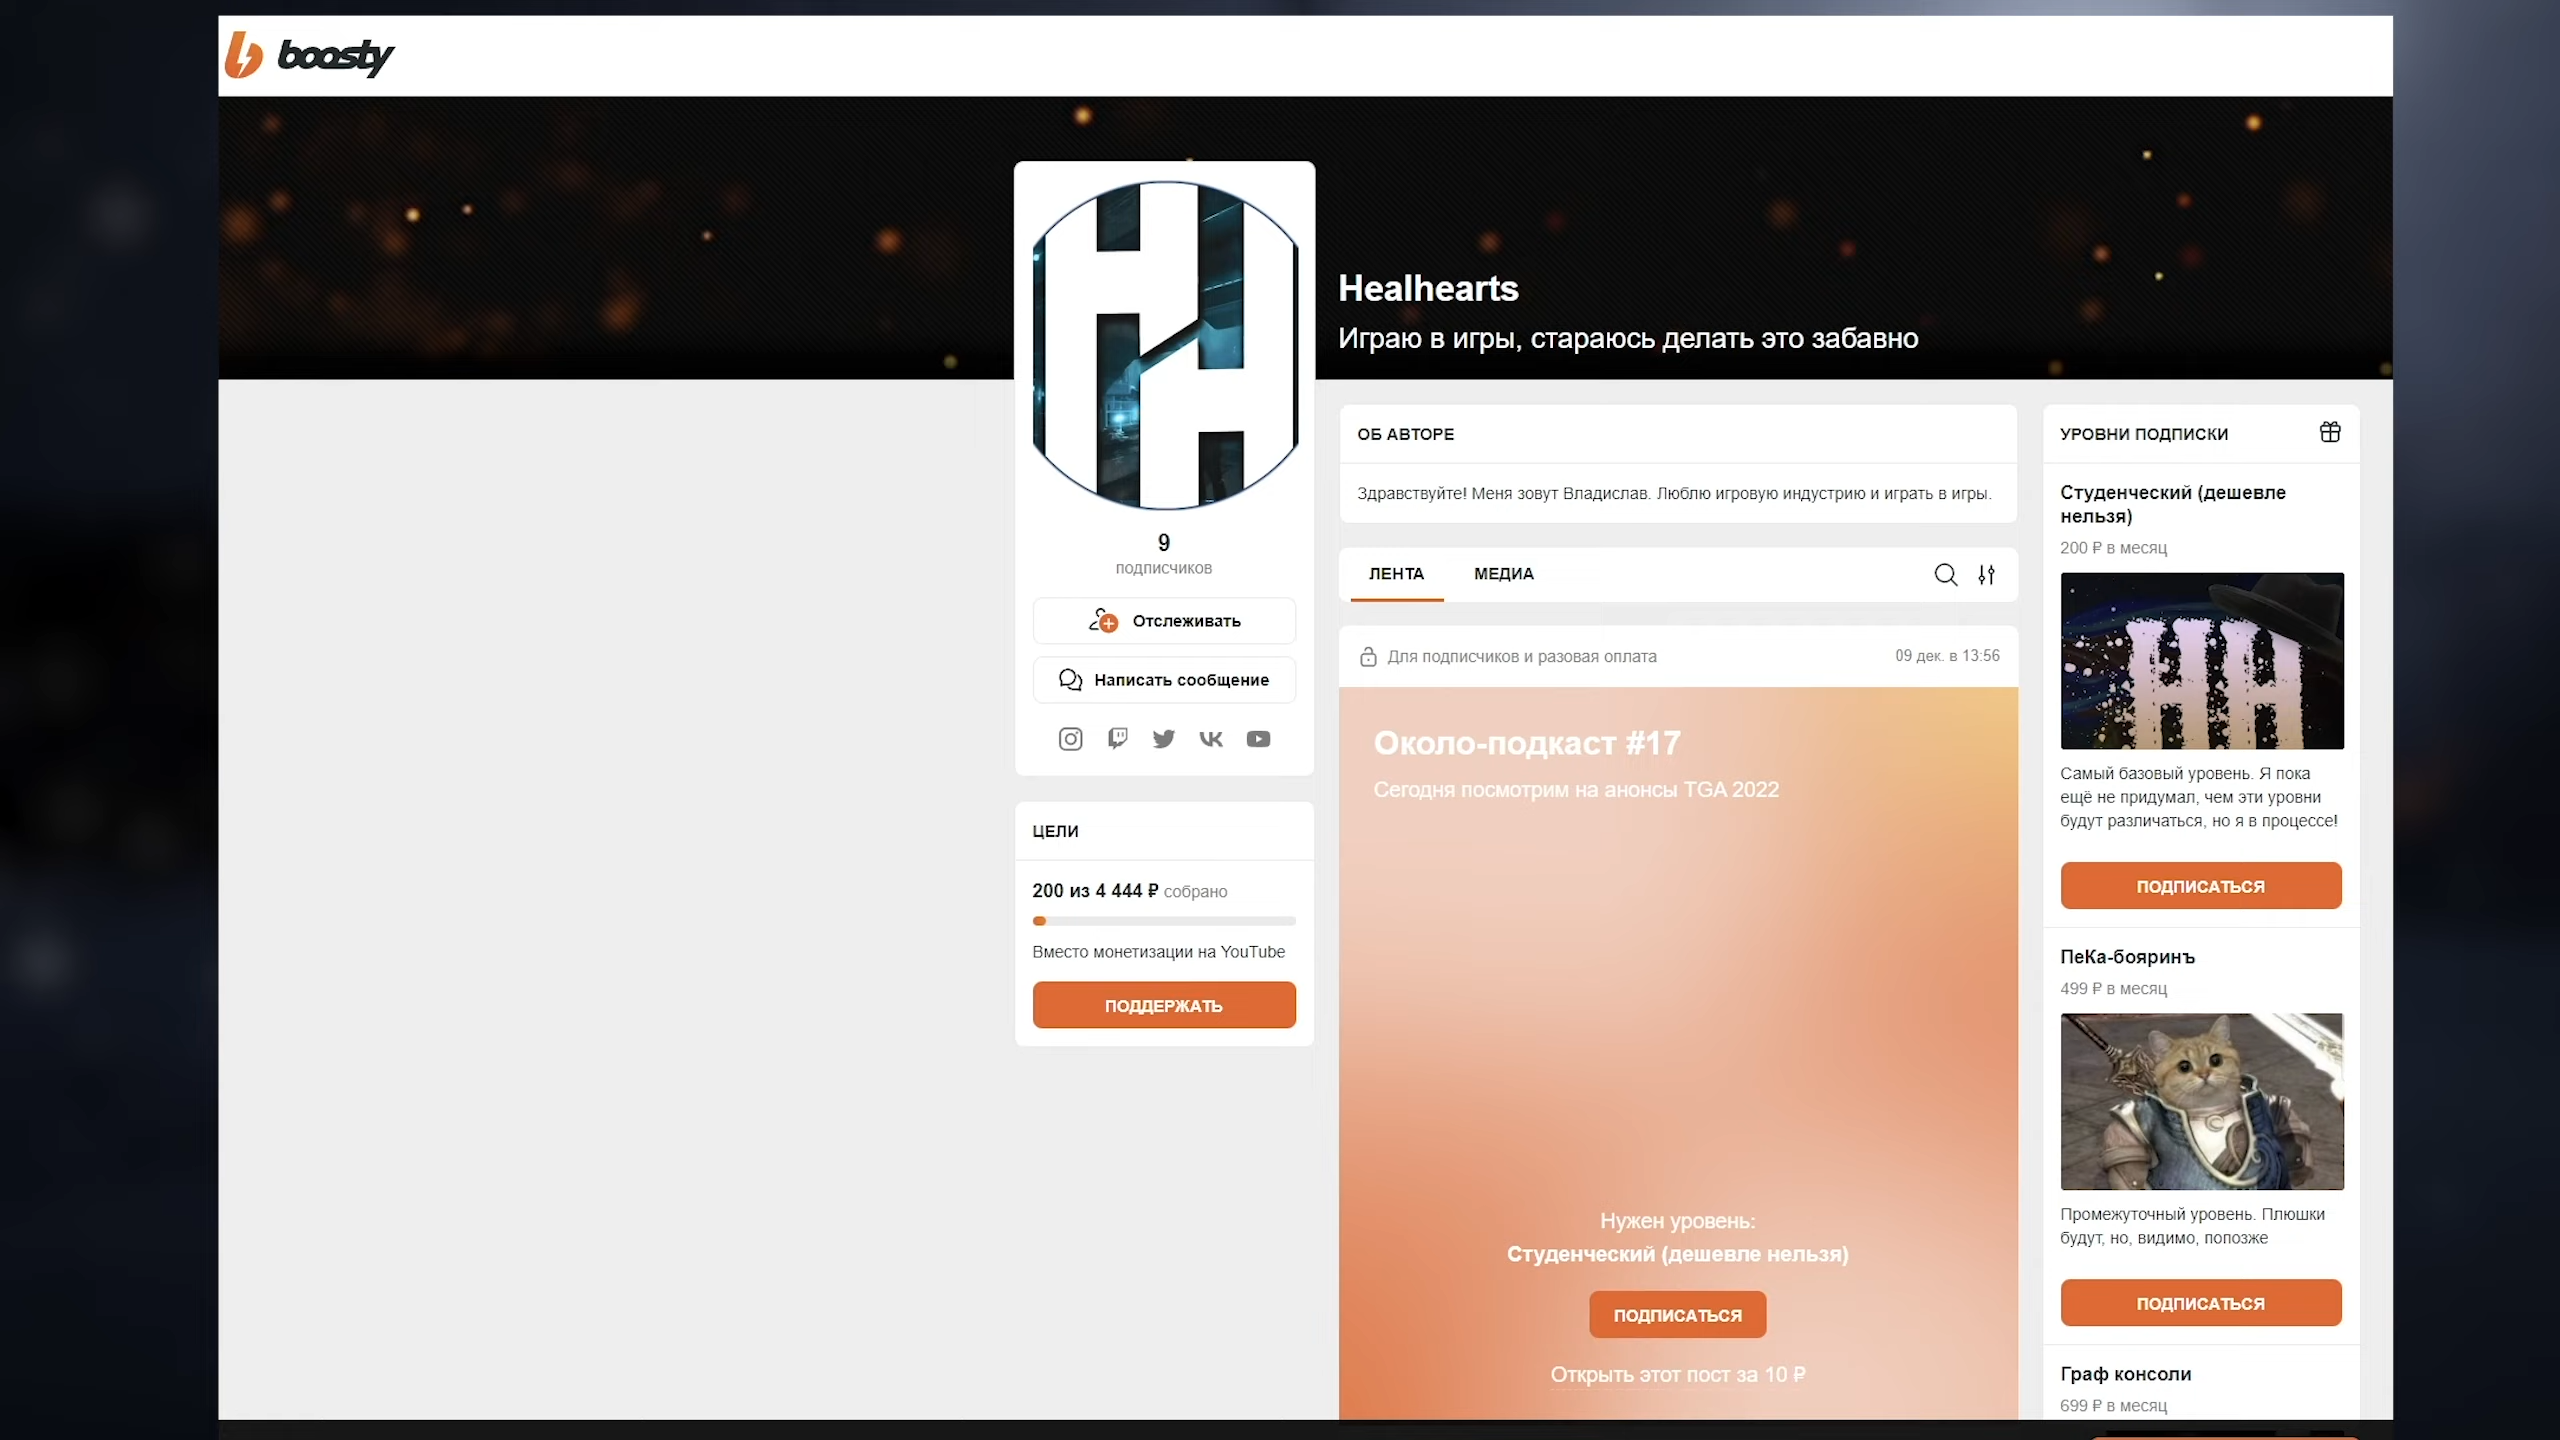 boosty
Healhearts
Играю в игры, стараюсь делать это забавно
9
подписчиков
Отслеживать
Написать сообщение
ЦЕЛИ
200 из 4 444 ₽ собрано
Вместо монетизации на YouTube
ПОДДЕРЖАТЬ
ОБ АВТОРЕ
Здравствуйте! Меня зовут Владислав. Люблю игровую индустрию и играть в игры.
ЛЕНТА МЕДИА
Для подписчиков и разовая оплата 09 дек. в 13:56
Около-подкаст #17
Сегодня посмотрим на анонсы TGA 2022
Нужен уровень:
Студенческий (дешевле нельзя)
ПОДПИСАТЬСЯ
Открыть этот пост за 10 ₽
УРОВНИ ПОДПИСКИ
Студенческий (дешевле
нельзя)
200 ₽ в месяц
HH
Самый базовый уровень. Я пока
ещё не придумал, чем эти уровни
будут различаться, но я в процессе!
ПОДПИСАТЬСЯ
ПеКа-бояринъ
499 ₽ в месяц
Промежуточный уровень. Плюшки
будут, но, видимо, попозже
ПОДПИСАТЬСЯ
Граф консоли
699 ₽ в месяц